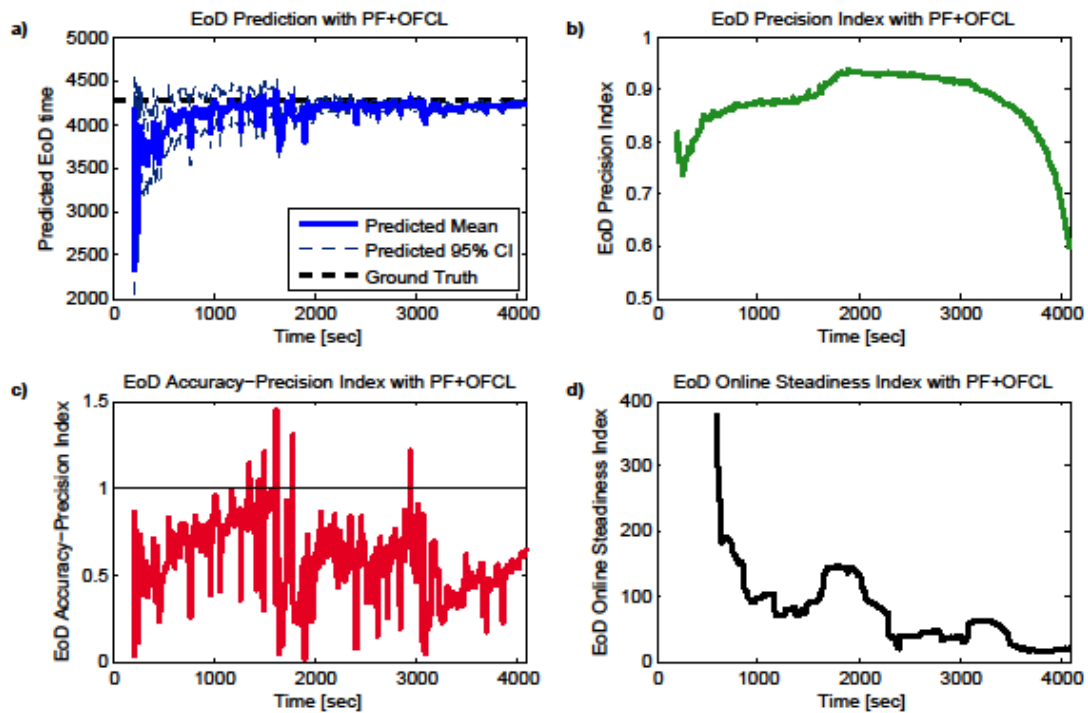 a)
EoD Prediction with PF+OFCL
5000
4500
4000
3500
3000
2500
2000
Predicted EoD time
Predicted Mean
Predicted 95% CI
Ground Truth
0 1000 2000 3000 4000
Time [sec]
b)
EoD Precision Index with PF+OFCL
1
0.9
0.8
0.7
0.6
0.5
EoD Precision Index
0 1000 2000 3000 4000
Time [sec]
c)
EoD Accuracy-Precision Index with PF+OFCL
1.5
1
0.5
0
EoD Accuracy-Precision Index
0 1000 2000 3000 4000
Time [sec]
d)
EoD Online Steadiness Index with PF+OFCL
400
300
200
100
0
EoD Online Steadiness Index
0 1000 2000 3000 4000
Time [sec]